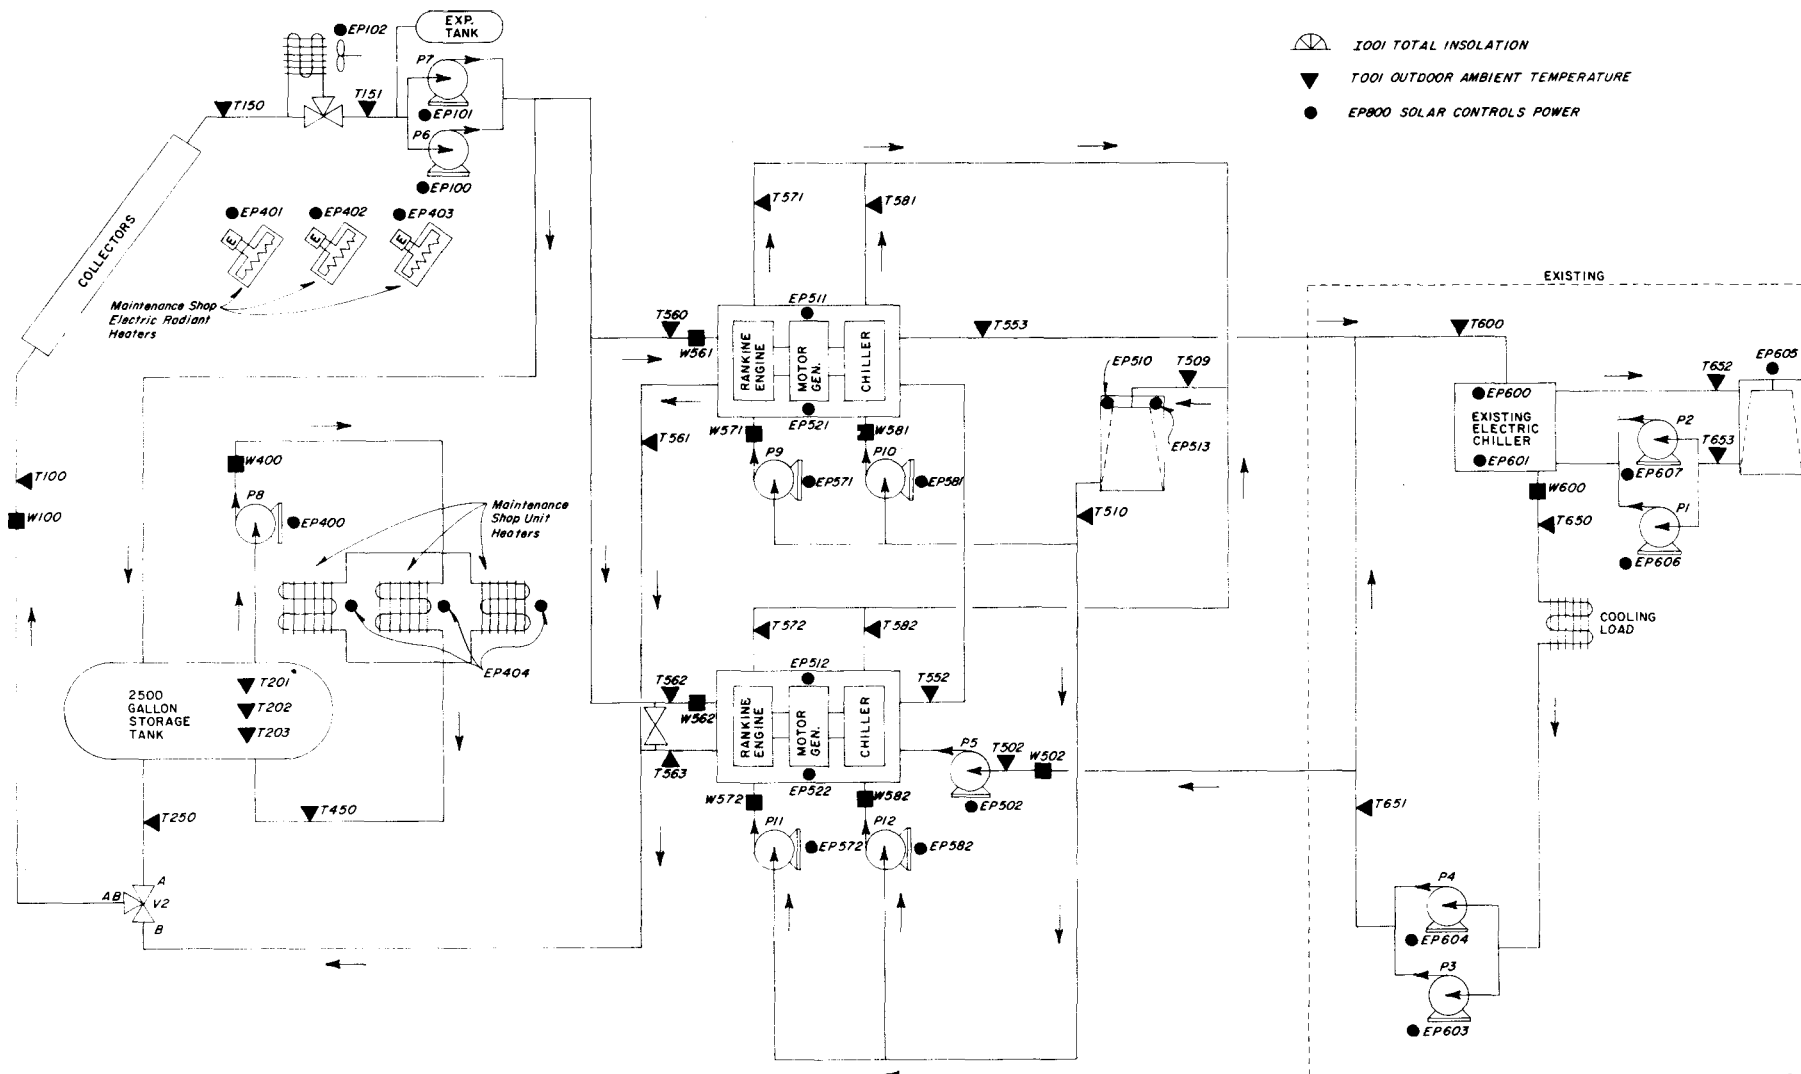 EXP.
TANK
EP102
P7
T150
T151
EP101
P6
EP100
I001 TOTAL INSOLATION
T001 OUTDOOR AMBIENT TEMPERATURE
EP800 SOLAR CONTROLS POWER
COLLECTORS
EP401
EP402
EP403
E
E
E
Maintenance Shop
Electric Radiant
Heaters
T571
T581
EXISTING
T560
W561
EP511
RANKINE
ENGINE
MOTOR
GEN.
CHILLER
EP521
T553
T600
EP510
T509
EP513
T652
EP605
EP600
EXISTING
ELECTRIC
CHILLER
EP601
P2
T653
EP607
P1
EP606
W600
T650
T561
W571
W581
P9
P10
EP571
EP581
T510
T100
W100
W400
P8
EP400
Maintenance
Shop Unit
Heaters
EP404
COOLING
LOAD
2500
GALLON
STORAGE
TANK
T201
T202
T203
T572
T582
T562
W562
EP512
RANKINE
ENGINE
MOTOR
GEN.
CHILLER
EP522
T552
T563
P5
T502
W502
EP502
W572
W582
P11
P12
EP572
EP582
T651
T250
T450
A
AB
V2
B
P4
EP604
P3
EP603